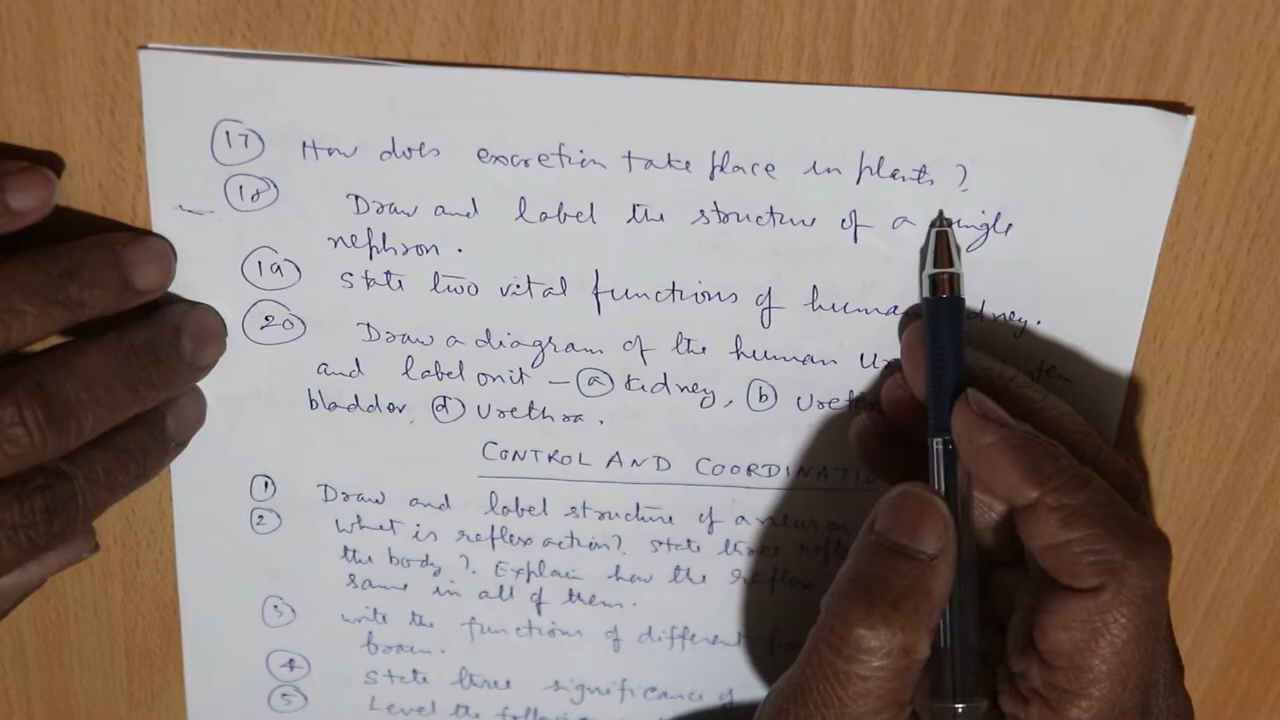 17 How does excretion take place in plants?
18 Draw and label the structure of a single
nephron.
19 State two vital functions of human
20 Draw a diagram of the human
and label on it – a kidney, b
bladder, d Urethra.
CONTROL AND
1 Draw and label structure of a neuron
2 What is reflex action? State three
the body?. Explain how the
same in all of them.
3 write the functions of different
brain.
4 State three significance of
5 Level the